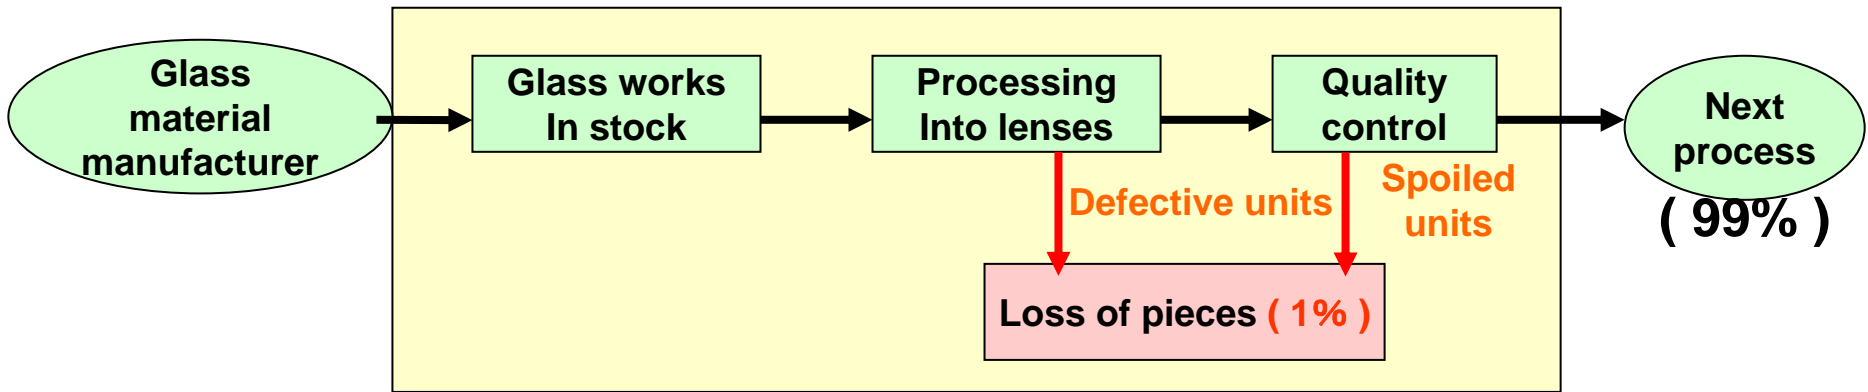 Glass
material
manufacturer
Glass works
In stock
Processing
Into lenses
Quality
control
Next
process
( 99% )
Defective units
Spoiled
units
Loss of pieces ( 1% )